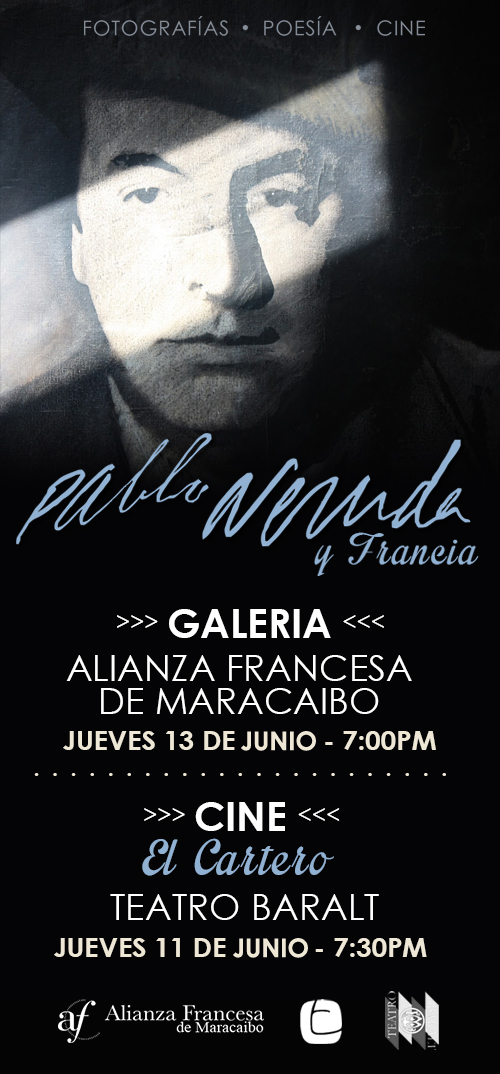 FOTOGRAFÍAS • POESÍA • CINE
Pablo Neruda
y Francia
>>> GALERIA <<<
ALIANZA FRANCESA
DE MARACAIBO
JUEVES 13 DE JUNIO - 7:00PM
>>> CINE <<<
El Cartero
TEATRO BARALT
JUEVES 11 DE JUNIO - 7:30PM
af Alianza Francesa
de Maracaibo
TEATRO